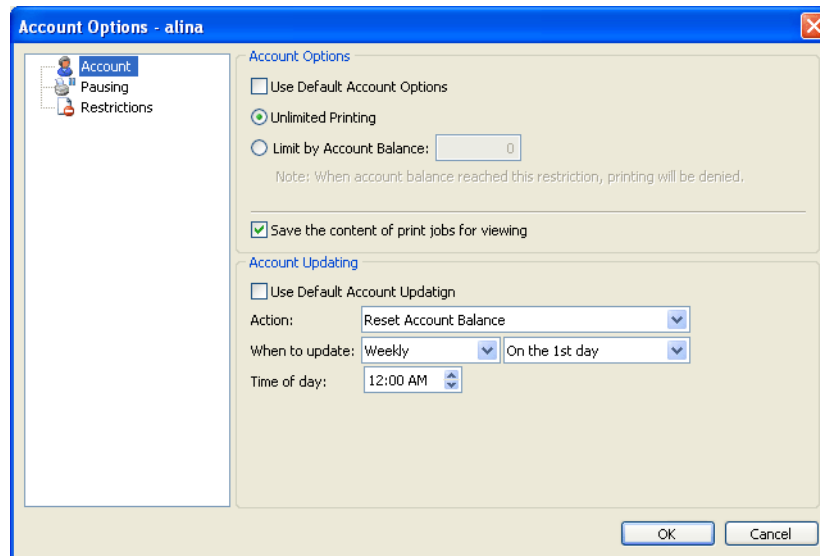 Account Options - alina
Account
Pausing
Restrictions
Account Options
Use Default Account Options
Unlimited Printing
Limit by Account Balance: 0
Note: When account balance reached this restriction, printing will be denied.
Save the content of print jobs for viewing
Account Updating
Use Default Account Updatign
Action: Reset Account Balance
When to update: Weekly On the 1st day
Time of day: 12:00 AM
OK Cancel